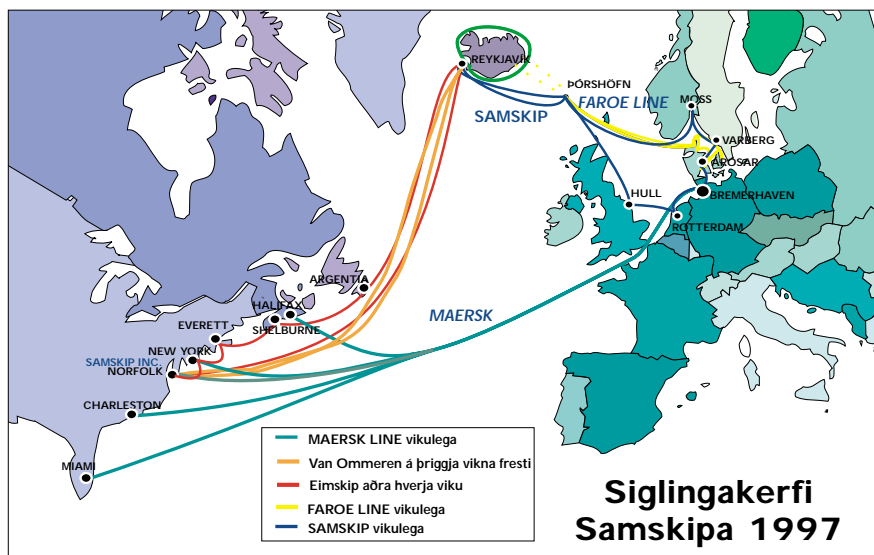 REYKJAVÍK
ÞÓRSHÖFN
SAMSKIP
FAROE LINE
MOSS
VARBERG
ÁRÓSAR
HULL
BREMERHAVEN
ROTTERDAM
ARGENTIA
HALIFAX
SHELBURNE
MAERSK
EVERETT
NEW YORK
SAMSKIP INC.
NORFOLK
CHARLESTON
MIAMI
MAERSK LINE vikulega
Van Ommeren á þriggja vikna fresti
Eimskip aðra hverja viku
FAROE LINE vikulega
SAMSKIP vikulega
Siglingakerfi
Samskipa 1997